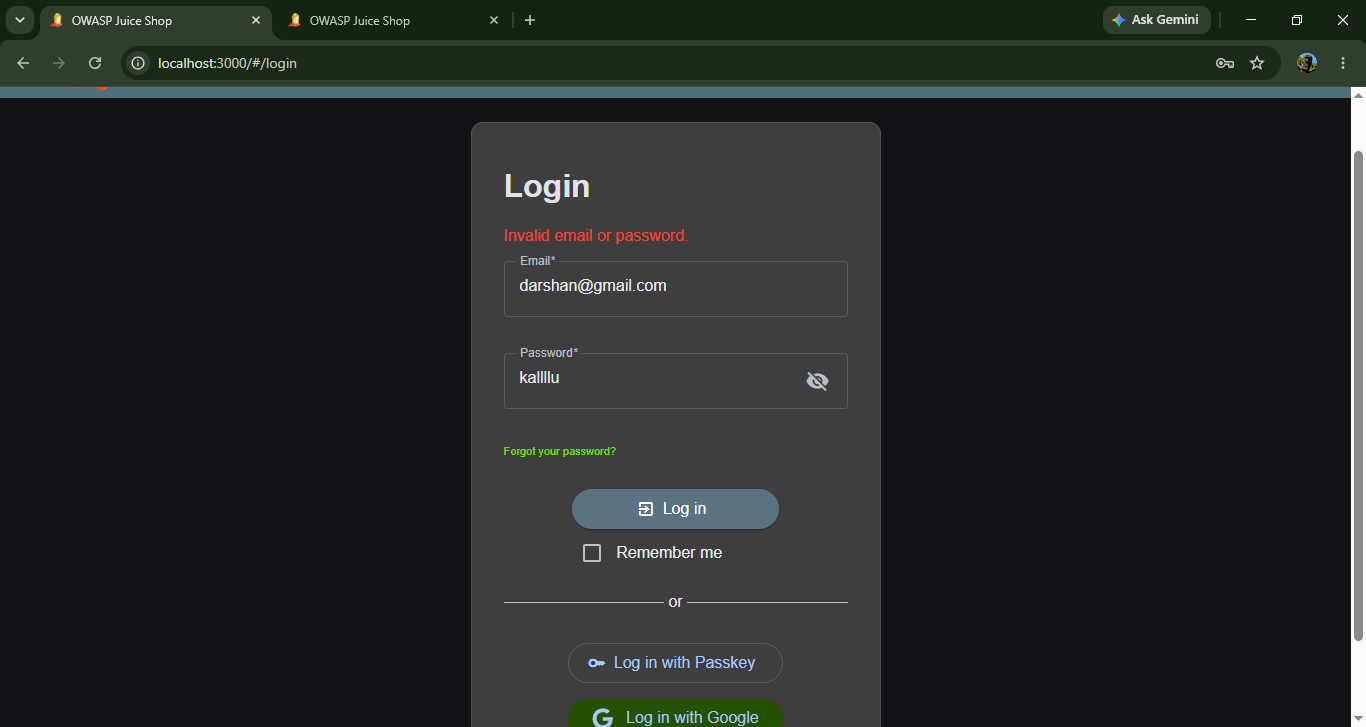 OWASP Juice Shop
OWASP Juice Shop
Ask Gemini
localhost:3000/#/login
Login
Invalid email or password.
Email*
darshan@gmail.com
Password*
kallllu
Forgot your password?
Log in
Remember me
or
Log in with Passkey
Log in with Google